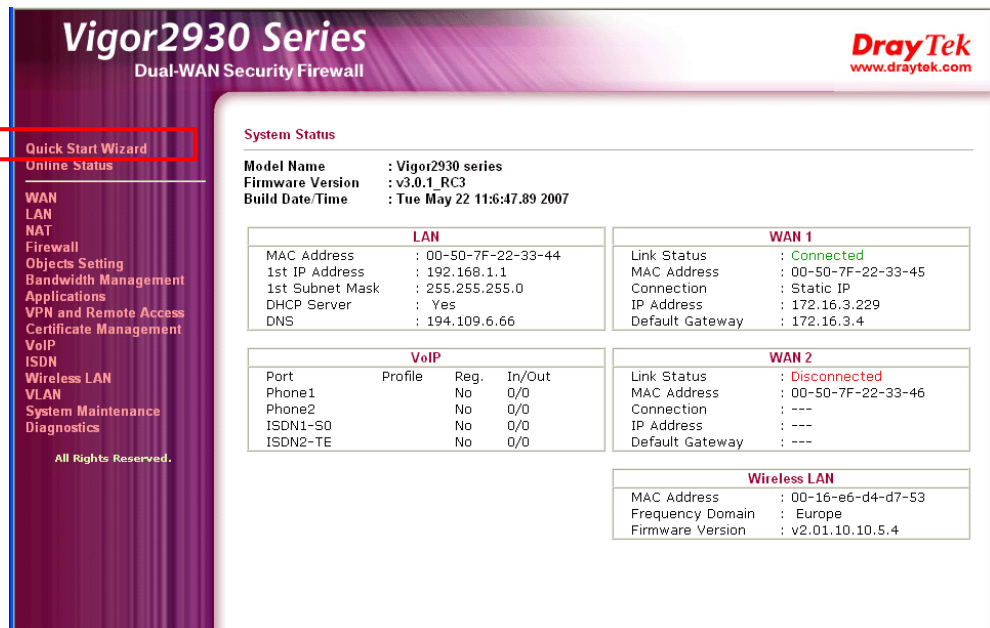 Vigor2930 Series
Dual-WAN Security Firewall
DrayTek
www.draytek.com
Quick Start Wizard
Online Status
WAN
LAN
NAT
Firewall
Objects Setting
Bandwidth Management
Applications
VPN and Remote Access
Certificate Management
VoIP
ISDN
Wireless LAN
VLAN
System Maintenance
Diagnostics
All Rights Reserved.
System Status
Model Name : Vigor2930 series
Firmware Version : v3.0.1_RC3
Build Date/Time : Tue May 22 11:6:47.89 2007
LAN
MAC Address : 00-50-7F-22-33-44
1st IP Address : 192.168.1.1
1st Subnet Mask : 255.255.255.0
DHCP Server : Yes
DNS : 194.109.6.66
WAN 1
Link Status : Connected
MAC Address : 00-50-7F-22-33-45
Connection : Static IP
IP Address : 172.16.3.229
Default Gateway : 172.16.3.4
VoIP
Port Profile Reg. In/Out
Phone1 No 0/0
Phone2 No 0/0
ISDN1-S0 No 0/0
ISDN2-TE No 0/0
WAN 2
Link Status : Disconnected
MAC Address : 00-50-7F-22-33-46
Connection : ---
IP Address : ---
Default Gateway : ---
Wireless LAN
MAC Address : 00-16-e6-d4-d7-53
Frequency Domain : Europe
Firmware Version : v2.01.10.10.5.4